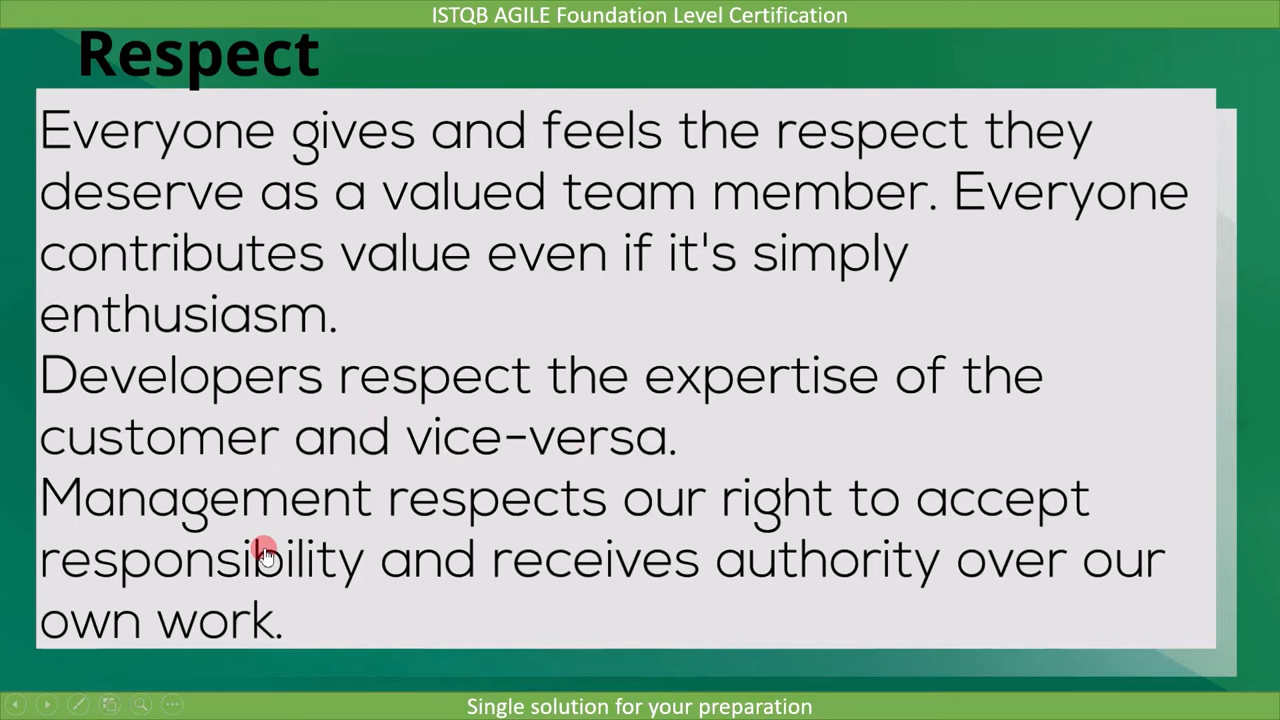 ISTQB AGILE Foundation Level Certification
Respect
Everyone gives and feels the respect they
deserve as a valued team member. Everyone
contributes value even if it's simply
enthusiasm.
Developers respect the expertise of the
customer and vice-versa.
Management respects our right to accept
responsibility and receives authority over our
own work.
Single solution for your preparation